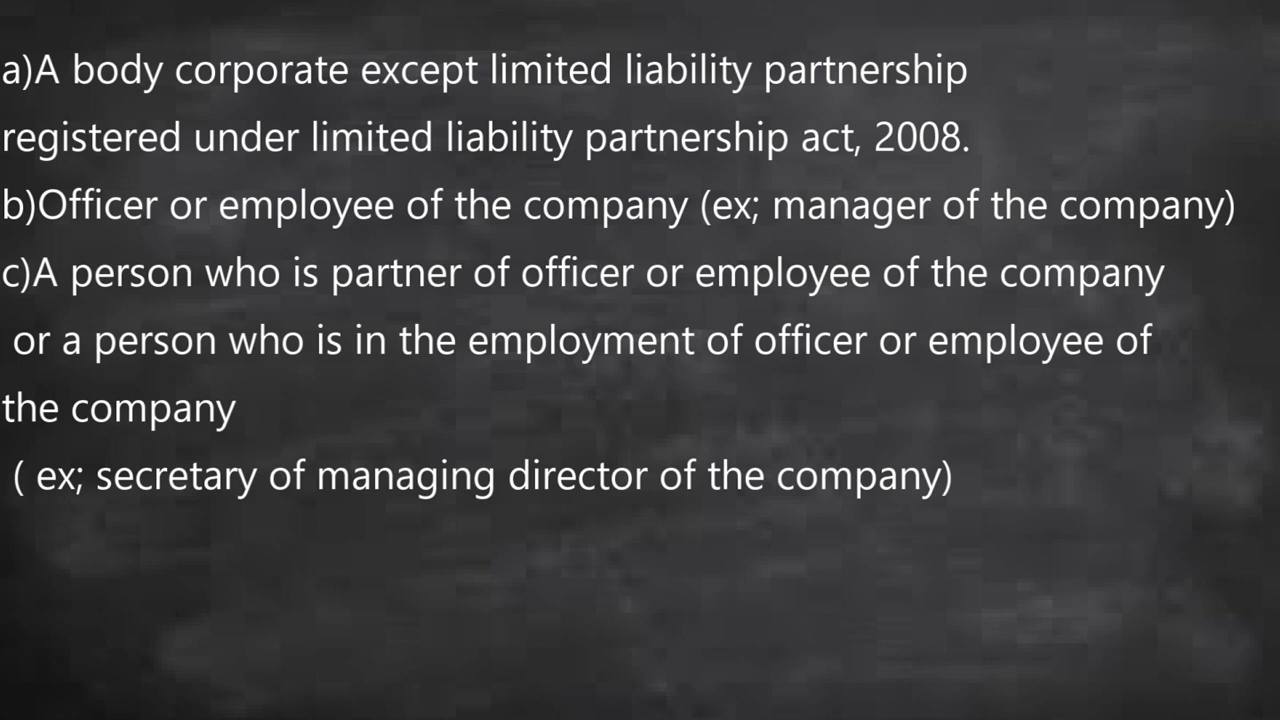 a)A body corporate except limited liability partnership
registered under limited liability partnership act, 2008.
b)Officer or employee of the company (ex; manager of the company)
c)A person who is partner of officer or employee of the company
or a person who is in the employment of officer or employee of
the company
( ex; secretary of managing director of the company)